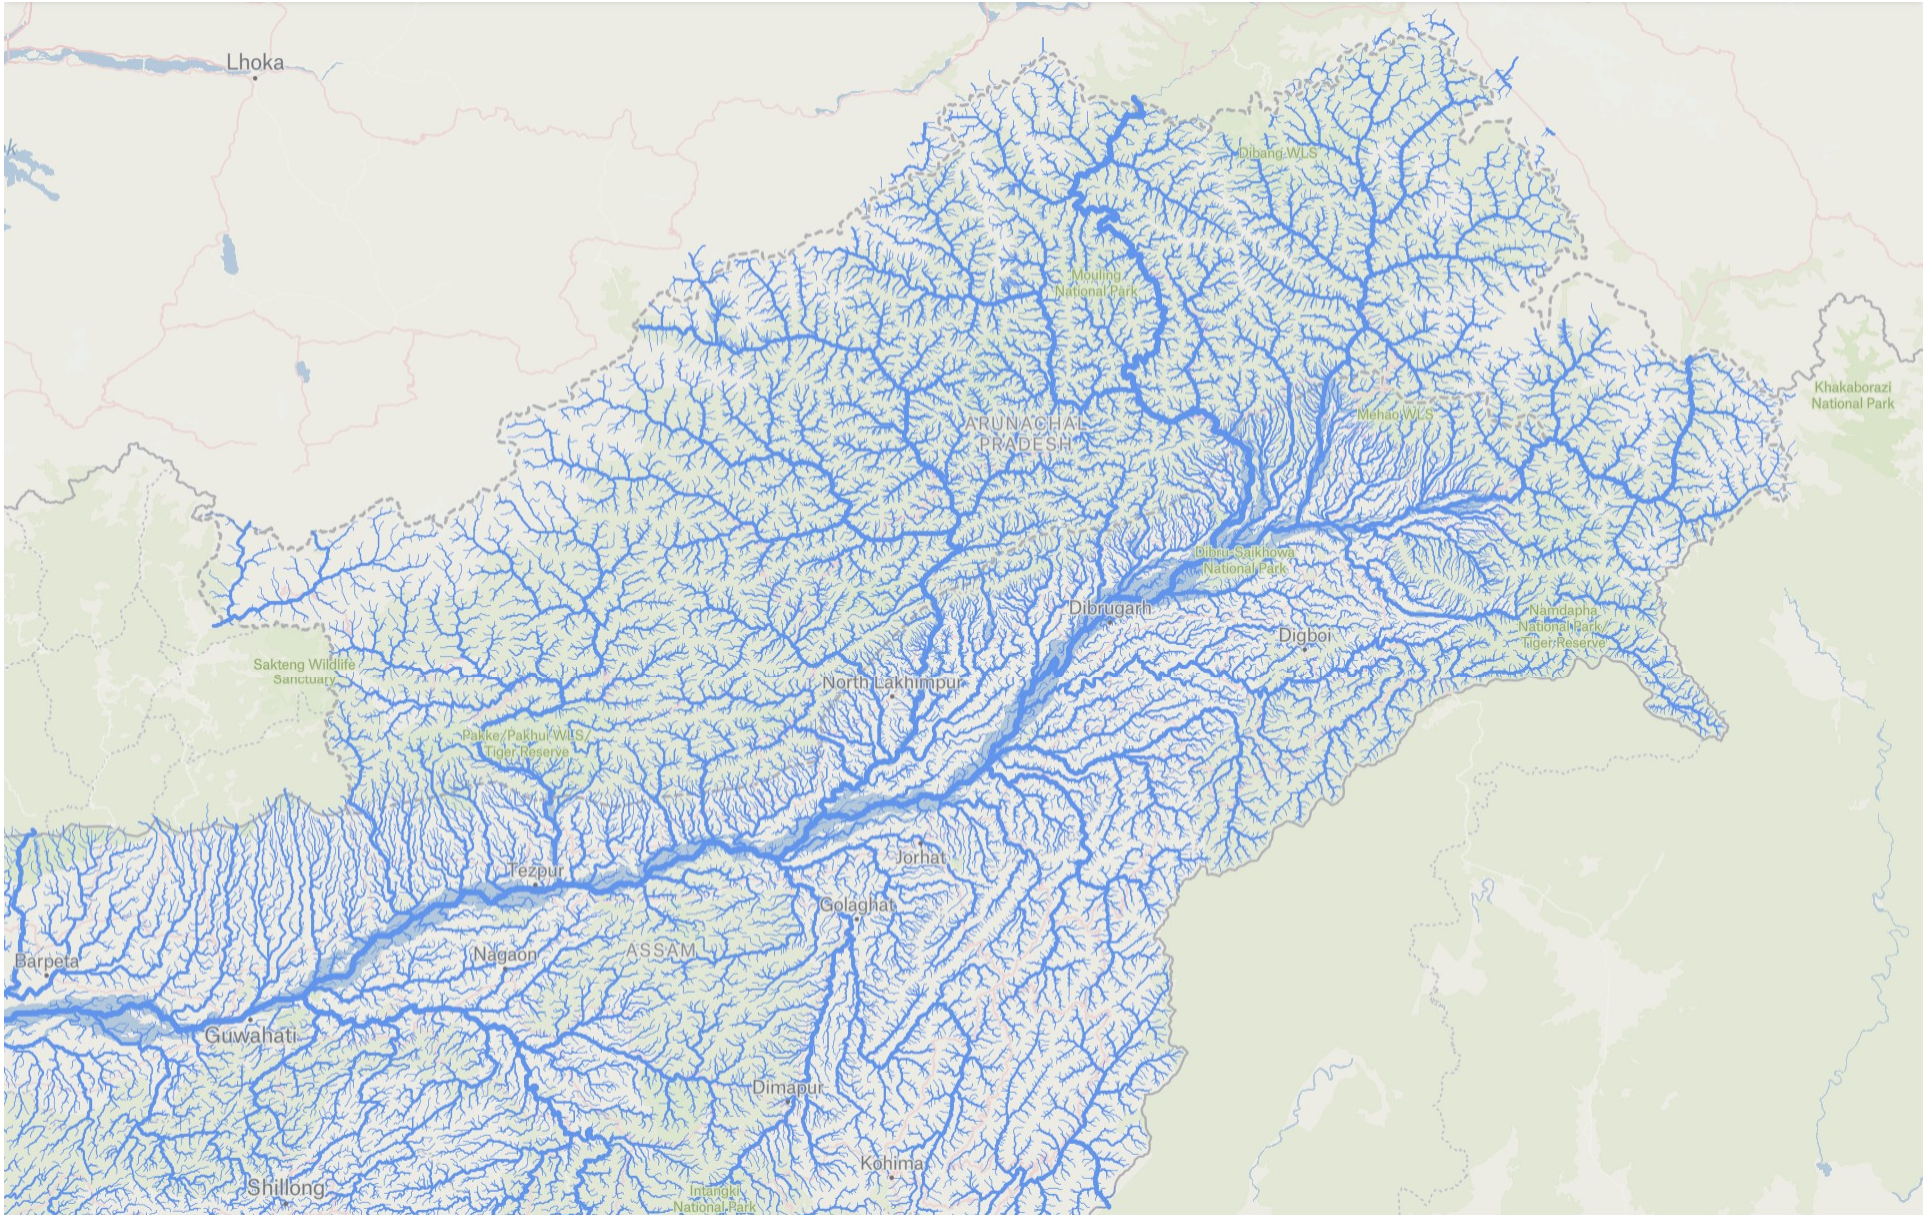 Lhoka
k
Dibang WLS
Mouling
National Park
Khakaborazi
National Park
Mehao WLS
ARUNACHAL
PRADESH
Dibru-Saikhowa
National Park
Dibrugarh
Namdapha
National Park/
Tiger Reserve
Digboi
Sakteng Wildlife
Sanctuary
North Lakhimpur
Pakke/Pakhui WLS/
Tiger Reserve
Jorhat
Tezpur
Golaghat
ASSAM
Nagaon
Barpeta
Guwahati
Dimapur
Kohima
Shillong
Intangki
National Park